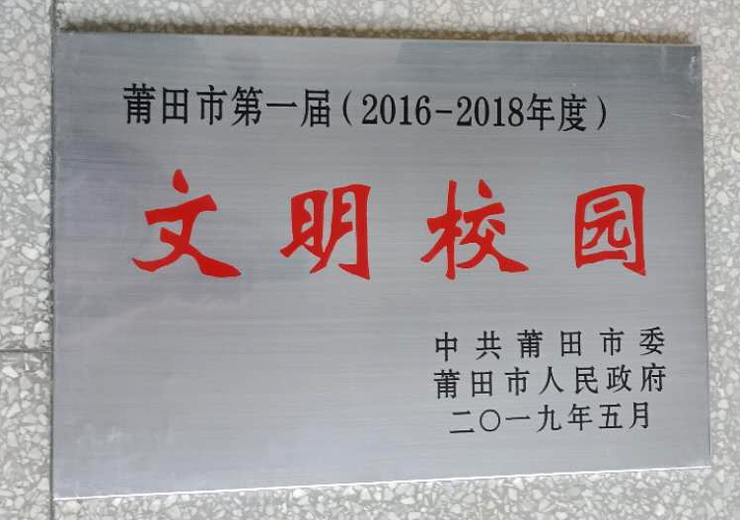 莆田市第一届(2016-2018年度)
文明校园
中共莆田市委
莆田市人民政府
二〇一九年五月